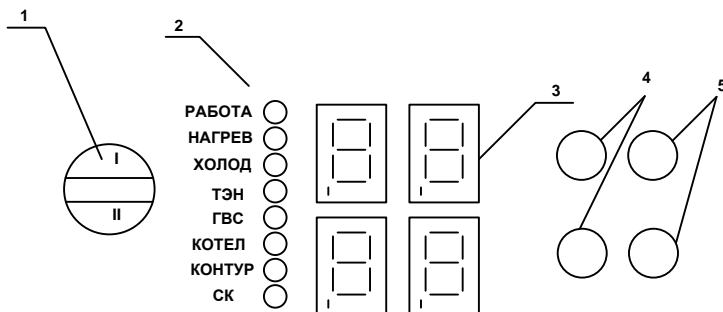 1
2
3
4
5
I
II
РАБОТА
НАГРЕВ
ХОЛОД
ТЭН
ГВС
КОТЕЛ
КОНТУР
СК